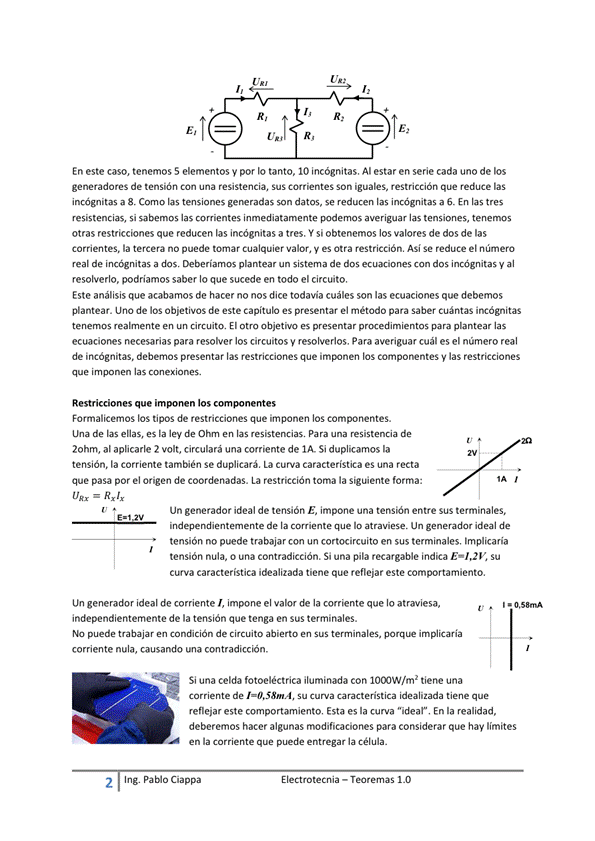 I1 UR1 UR2 I2
+ R1 I3 R2 +
E1 UR3 R3 E2
- -
En este caso, tenemos 5 elementos y por lo tanto, 10 incógnitas. Al estar en serie cada uno de los
generadores de tensión con una resistencia, sus corrientes son iguales, restricción que reduce las
incógnitas a 8. Como las tensiones generadas son datos, se reducen las incógnitas a 6. En las tres
resistencias, si sabemos las corrientes inmediatamente podemos averiguar las tensiones, tenemos
otras restricciones que reducen las incógnitas a tres. Y si obtenemos los valores de dos de las
corrientes, la tercera no puede tomar cualquier valor, y es otra restricción. Así se reduce el número
real de incógnitas a dos. Deberíamos plantear un sistema de dos ecuaciones con dos incógnitas y al
resolverlo, podríamos saber lo que sucede en todo el circuito.
Este análisis que acabamos de hacer no nos dice todavía cuáles son las ecuaciones que debemos
plantear. Uno de los objetivos de este capítulo es presentar el método para saber cuántas incógnitas
tenemos realmente en un circuito. El otro objetivo es presentar procedimientos para plantear las
ecuaciones necesarias para resolver los circuitos y resolverlos. Para averiguar cuál es el número real
de incógnitas, debemos presentar las restricciones que imponen los componentes y las restricciones
que imponen las conexiones.
Restricciones que imponen los componentes
Formalicemos los tipos de restricciones que imponen los componentes.
Una de las ellas, es la ley de Ohm en las resistencias. Para una resistencia de
2ohm, al aplicarle 2 volt, circulará una corriente de 1A. Si duplicamos la
tensión, la corriente también se duplicará. La curva característica es una recta
que pasa por el origen de coordenadas. La restricción toma la siguiente forma:
URx = RxIx
U 2Ω
2V
1A I
U E=1,2V
I
Un generador ideal de tensión E, impone una tensión entre sus terminales,
independientemente de la corriente que lo atraviese. Un generador ideal de
tensión no puede trabajar con un cortocircuito en sus terminales. Implicaría
tensión nula, o una contradicción. Si una pila recargable indica E=1,2V, su
curva característica idealizada tiene que reflejar este comportamiento.
Un generador ideal de corriente I, impone el valor de la corriente que lo atraviesa,
independientemente de la tensión que tenga en sus terminales.
No puede trabajar en condición de circuito abierto en sus terminales, porque implicaría
corriente nula, causando una contradicción.
U I = 0,58mA
I
Si una celda fotoeléctrica iluminada con 1000W/m2 tiene una
corriente de I=0,58mA, su curva característica idealizada tiene que
reflejar este comportamiento. Esta es la curva “ideal”. En la realidad,
deberemos hacer algunas modificaciones para considerar que hay límites
en la corriente que puede entregar la célula.
2 Ing. Pablo Ciappa Electrotecnia – Teoremas 1.0